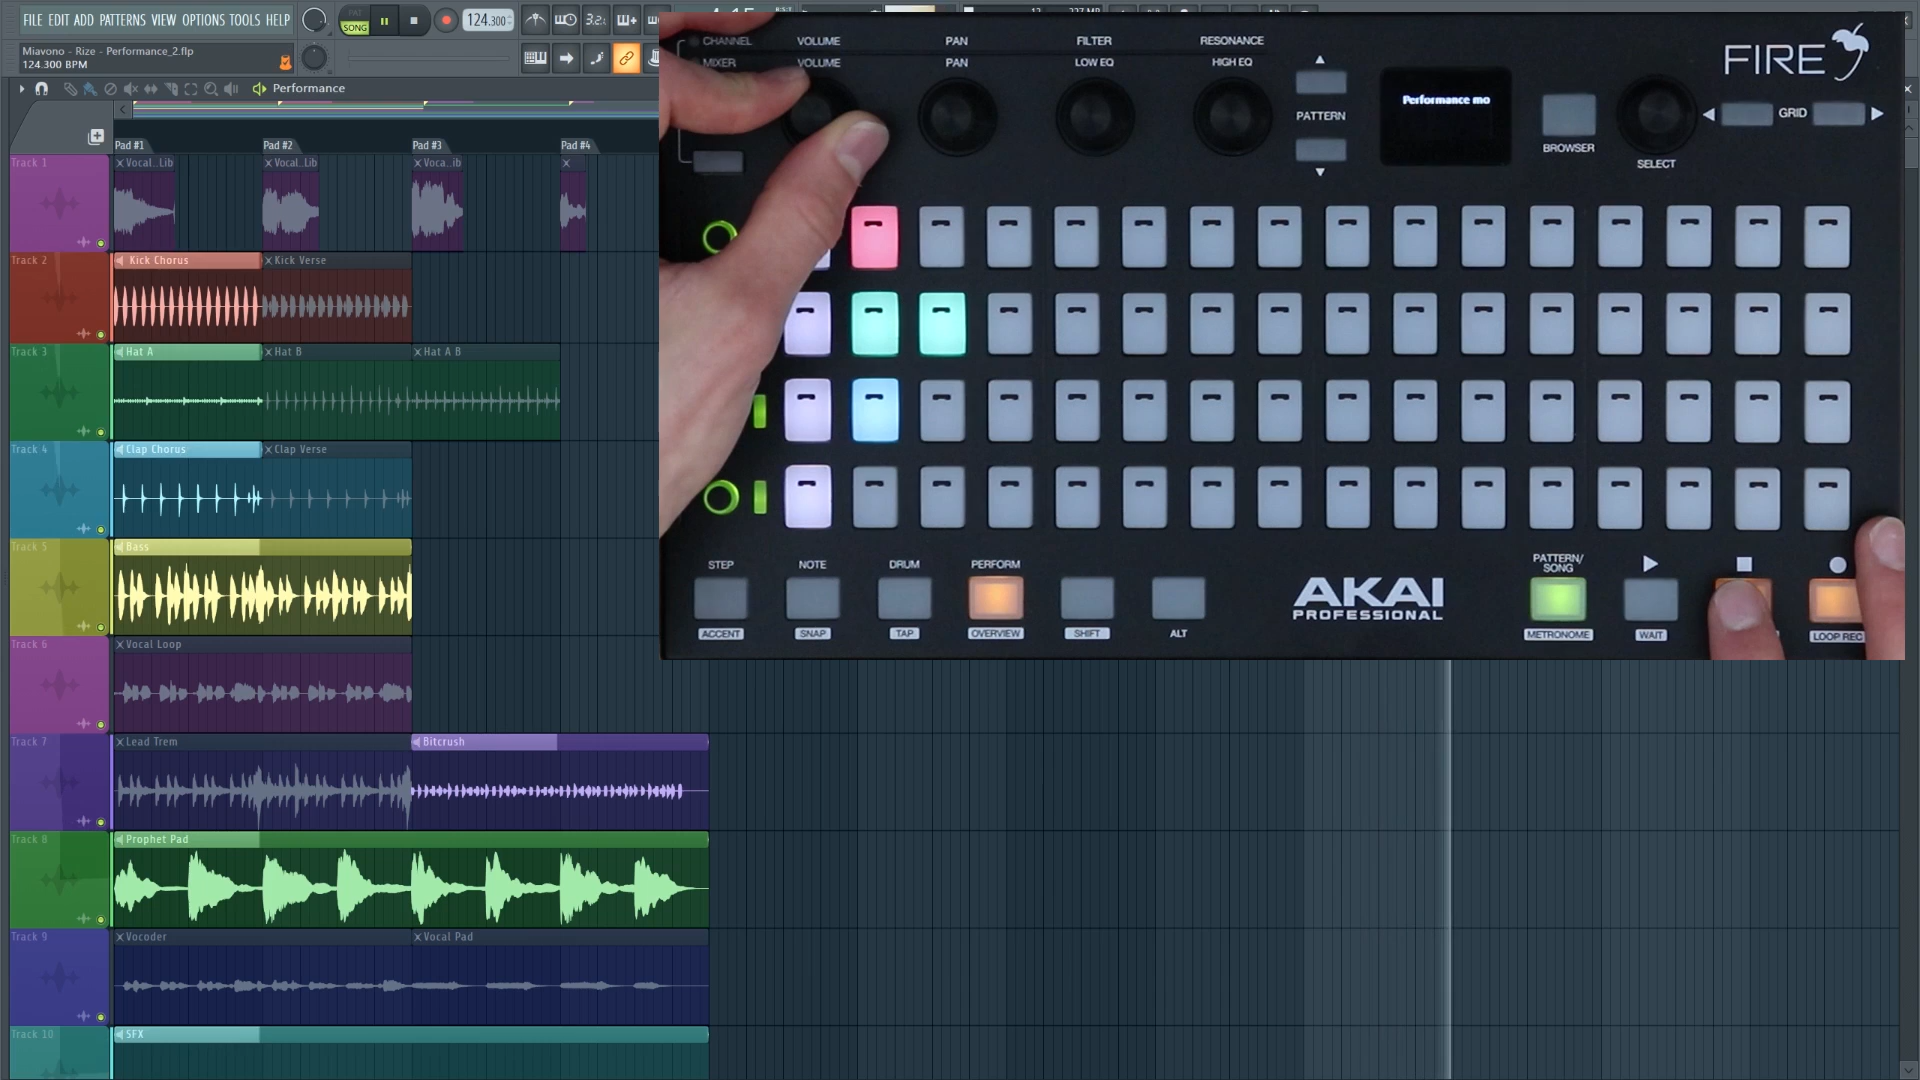 FILE EDIT ADD PATTERNS VIEW OPTIONS TOOLS HELP
PAT
SONG
124.300
3.2
Miavono - Rize - Performance_2.flp
124.300 BPM
Performance
Pad #1
Pad #2
Pad #3
Pad #4
Track 1
Vocal..Lib
Vocal..Lib
Voca..ib
Track 2
Kick Chorus
Kick Verse
Track 3
Hat A
Hat B
Hat A B
Track 4
Clap Chorus
Clap Verse
Track 5
Bass
Track 6
Vocal Loop
Track 7
Lead Trem
Bitcrush
Track 8
Prophet Pad
Track 9
Vocoder
Vocal Pad
Track 10
SFX
CHANNEL
VOLUME
PAN
FILTER
RESONANCE
MIXER
VOLUME
PAN
LOW EQ
HIGH EQ
PATTERN
Performance mo
BROWSER
FIRE
SELECT
GRID
STEP
NOTE
DRUM
PERFORM
ACCENT
SNAP
TAP
OVERVIEW
SHIFT
ALT
AKAI
PROFESSIONAL
PATTERN/
SONG
METRONOME
WAIT
LOOP REC